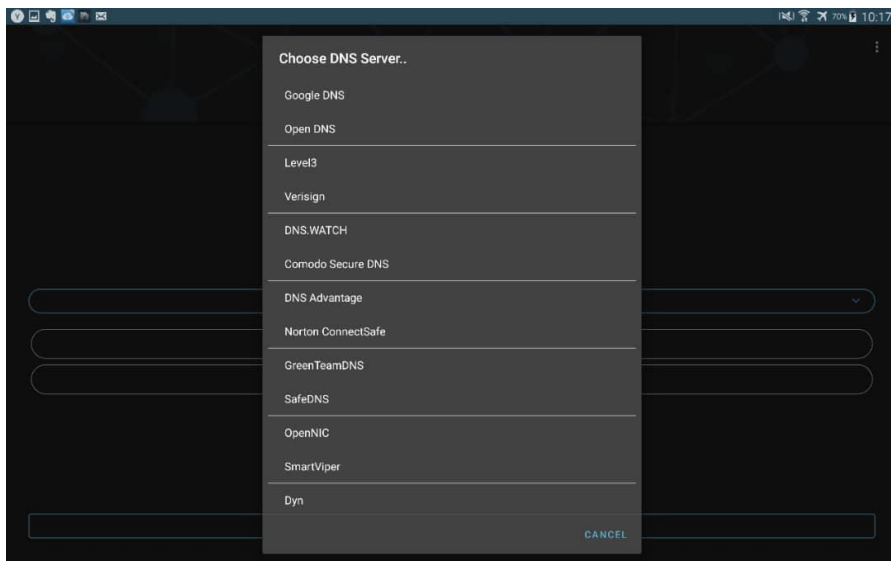 70% 10:17
Choose DNS Server..
Google DNS
Open DNS
Level3
Verisign
DNS.WATCH
Comodo Secure DNS
DNS Advantage
Norton ConnectSafe
GreenTeamDNS
SafeDNS
OpenNIC
SmartViper
Dyn
CANCEL